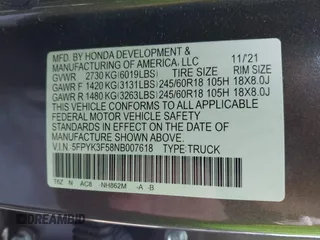 MFD. BY HONDA DEVELOPMENT &
MANUFACTURING OF AMERICA, LLC 11/21
GVWR 2730 KG(6019LBS) TIRE SIZE RIM SIZE
GAWR F 1420 KG(3131LBS) 245/60R18 105H 18X8.0J
GAWR R 1480 KG(3263LBS) 245/60R18 105H 18X8.0J
THIS VEHICLE CONFORMS TO ALL APPLICABLE
FEDERAL MOTOR VEHICLE SAFETY STANDARDS IN
EFFECT ON THE DATE OF MANUFACTURE SHOWN
ABOVE.
V.I.N. 5FPYK3F58NB007618 TYPE TRUCK
N AC8 NH862M -A -B
DREAMBID